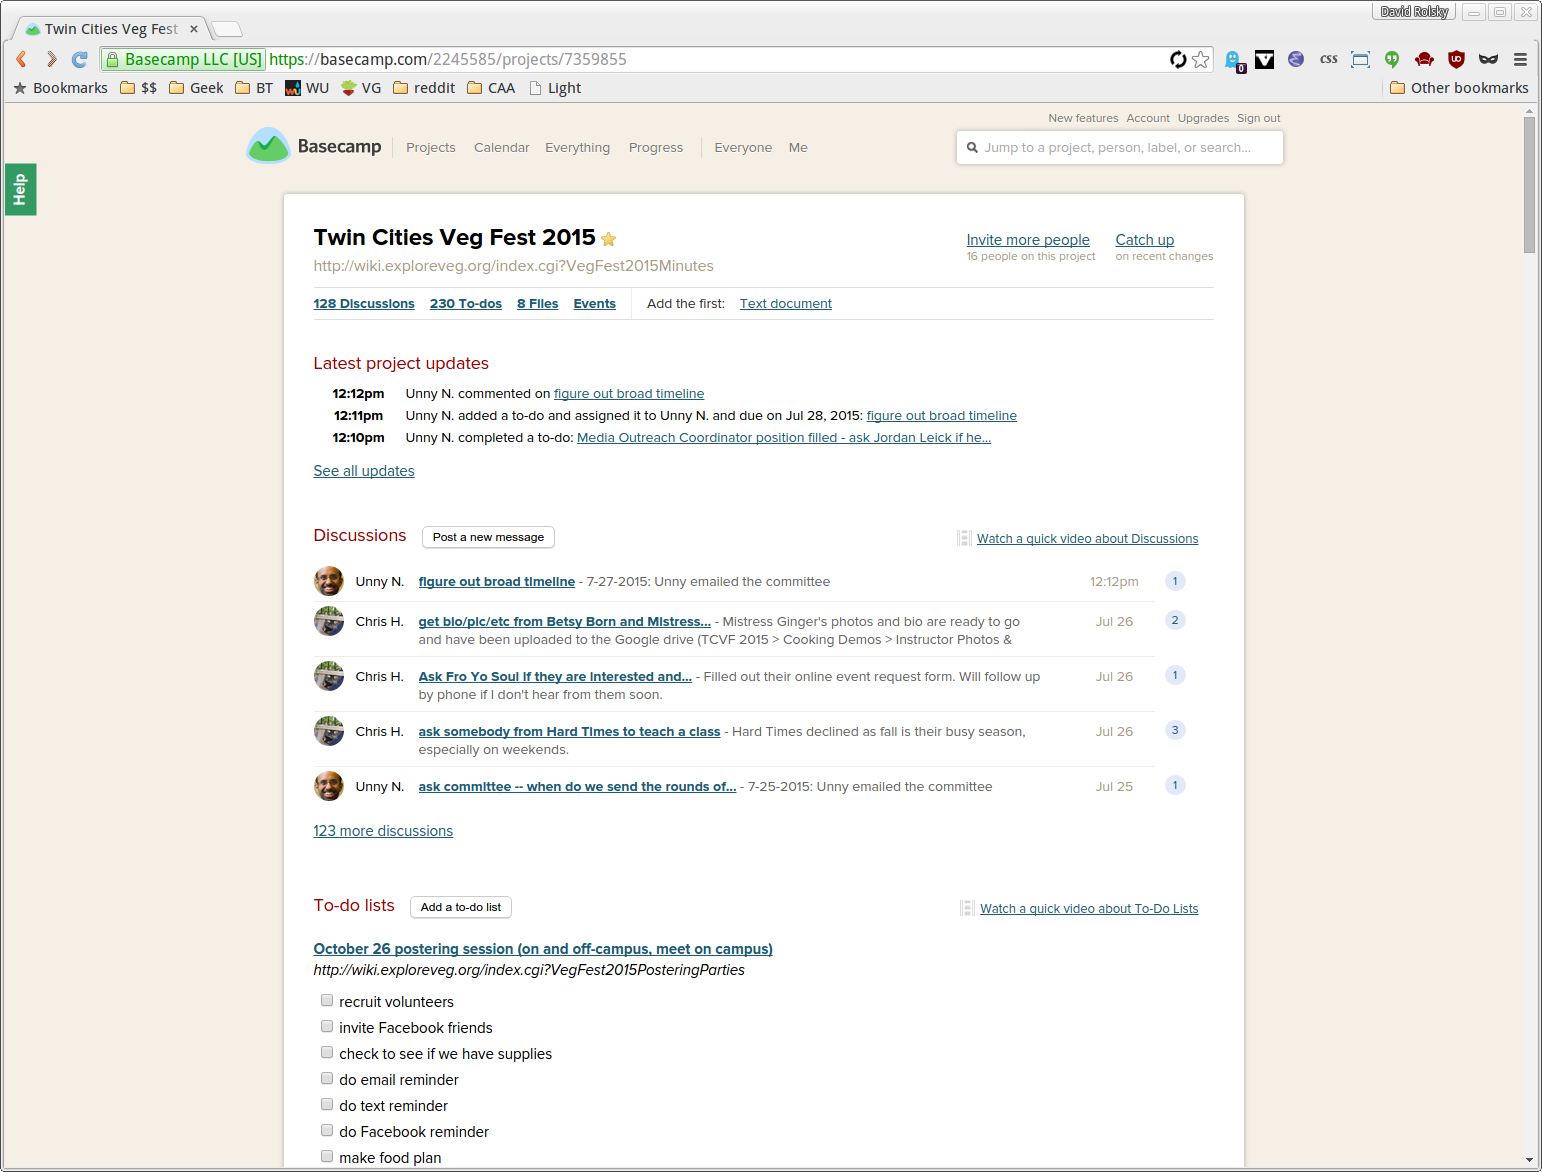 David Rolsky
Twin Cities Veg Fest
Basecamp LLC [US] https://basecamp.com/2245585/projects/7359855
0
css
UD
Bookmarks $$ Geek BT WU VG reddit CAA Light Other bookmarks
New features Account Upgrades Sign out
Basecamp Projects Calendar Everything Progress Everyone Me Jump to a project, person, label, or search...
Help
Twin Cities Veg Fest 2015
Invite more people Catch up
16 people on this project on recent changes
http://wiki.exploreveg.org/index.cgi?VegFest2015Minutes
128 Discussions 230 To-dos 8 Files Events Add the first: Text document
Latest project updates
12:12pm Unny N. commented on figure out broad timeline
12:11pm Unny N. added a to-do and assigned it to Unny N. and due on Jul 28, 2015: figure out broad timeline
12:10pm Unny N. completed a to-do: Media Outreach Coordinator position filled - ask Jordan Leick if he...
See all updates
Discussions Post a new message Watch a quick video about Discussions
Unny N. figure out broad timeline - 7-27-2015: Unny emailed the committee 12:12pm 1
Chris H. get bio/pic/etc from Betsy Born and Mistress... - Mistress Ginger's photos and bio are ready to go Jul 26 2
and have been uploaded to the Google drive (TCVF 2015 > Cooking Demos > Instructor Photos &
Chris H. Ask Fro Yo Soul if they are interested and... - Filled out their online event request form. Will follow up Jul 26 1
by phone if I don't hear from them soon.
Chris H. ask somebody from Hard Times to teach a class - Hard Times declined as fall is their busy season, Jul 26 3
especially on weekends.
Unny N. ask committee -- when do we send the rounds of... - 7-25-2015: Unny emailed the committee Jul 25 1
123 more discussions
To-do lists Add a to-do list Watch a quick video about To-Do Lists
October 26 postering session (on and off-campus, meet on campus)
http://wiki.exploreveg.org/index.cgi?VegFest2015PosteringParties
recruit volunteers
invite Facebook friends
check to see if we have supplies
do email reminder
do text reminder
do Facebook reminder
make food plan